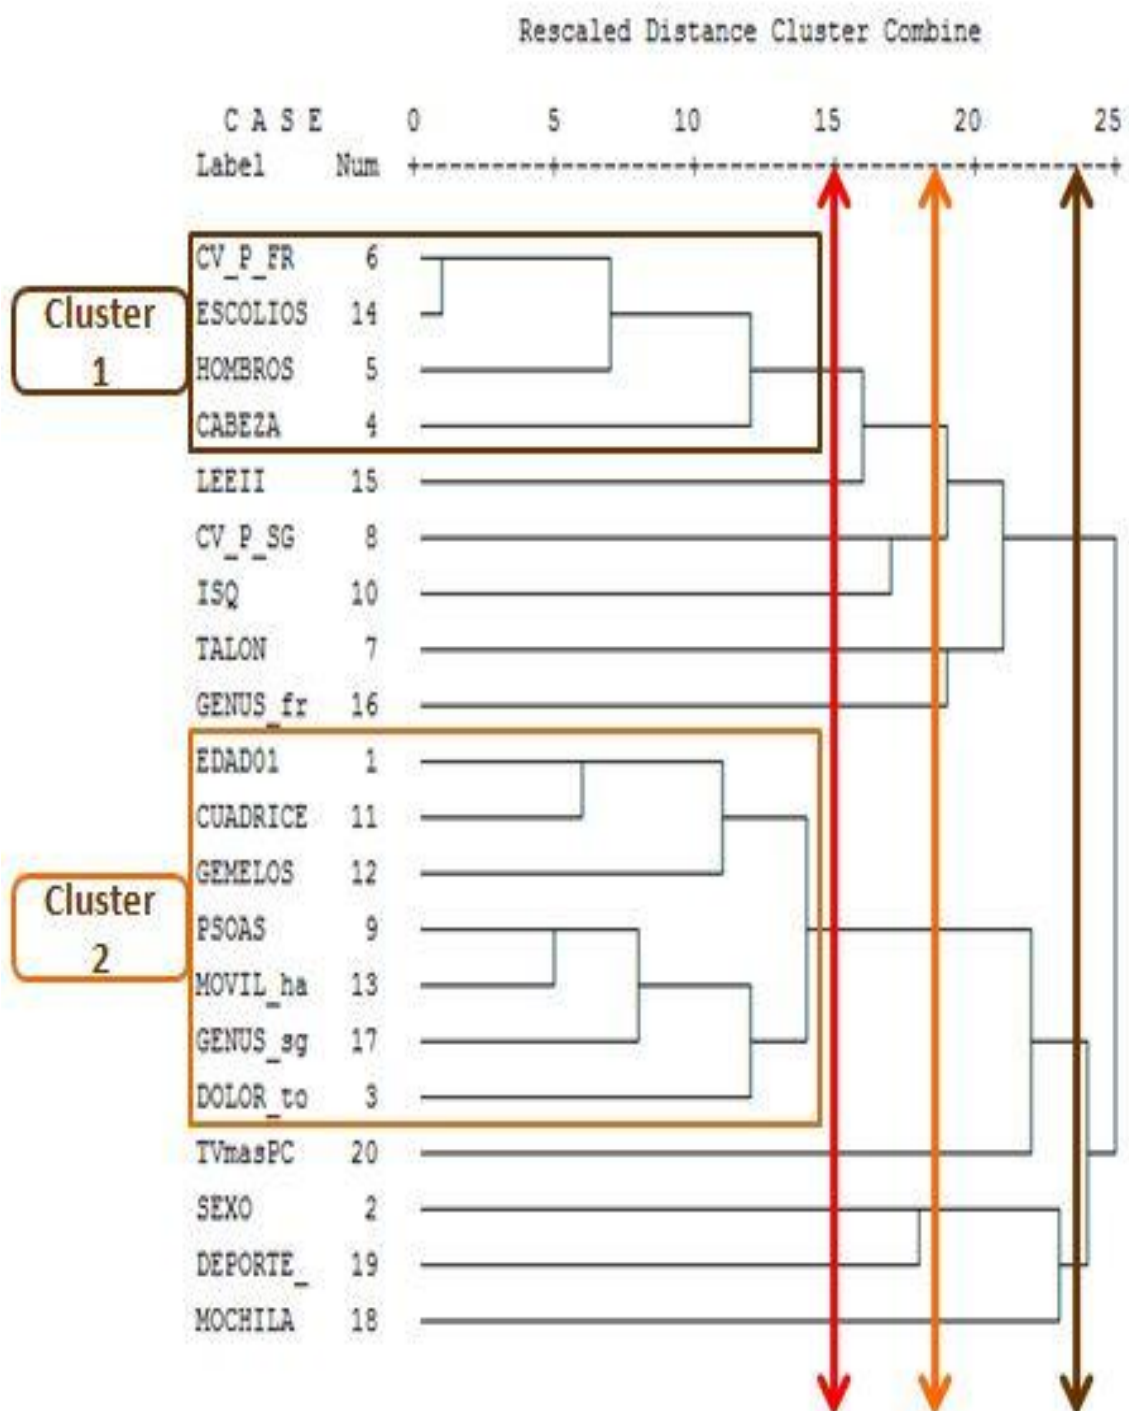 Rescaled Distance Cluster Combine
C A S E 0 5 10 15 20 25
Label Num +---------+---------+---------+---------+---------+
CV_P_FR 6
ESCOLIOS 14
Cluster 1
HOMBROS 5
CABEZA 4
LEEII 15
CV_P_SG 8
ISQ 10
TALON 7
GENUS_fr 16
EDAD01 1
CUADRICE 11
GEMELOS 12
Cluster 2
PSOAS 9
MOVIL_ha 13
GENUS_sg 17
DOLOR_to 3
TVmasPC 20
SEXO 2
DEPORTE_ 19
MOCHILA 18